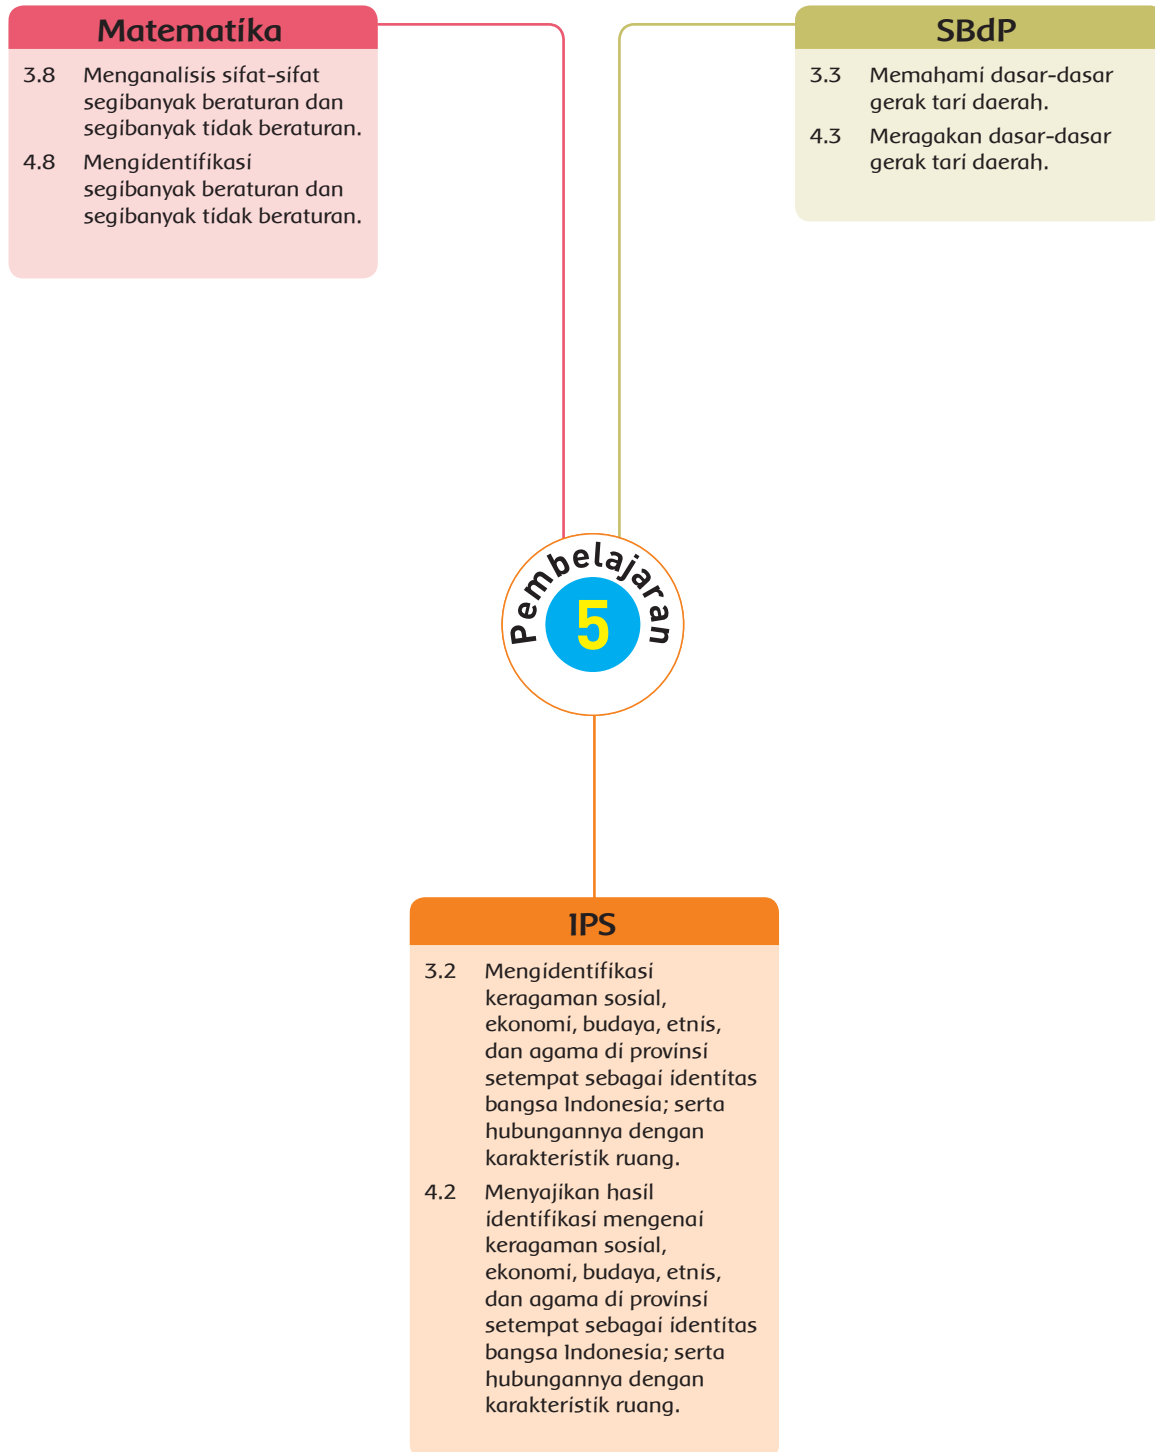 Matematika
3.8 Menganalisis sifat-sifat
segibanyak beraturan dan
segibanyak tidak beraturan.
4.8 Mengidentifikasi
segibanyak beraturan dan
segibanyak tidak beraturan.
SBdP
3.3 Memahami dasar-dasar
gerak tari daerah.
4.3 Meragakan dasar-dasar
gerak tari daerah.
Pembelajaran
5
IPS
3.2 Mengidentifikasi
keragaman sosial,
ekonomi, budaya, etnis,
dan agama di provinsi
setempat sebagai identitas
bangsa Indonesia; serta
hubungannya dengan
karakteristik ruang.
4.2 Menyajikan hasil
identifikasi mengenai
keragaman sosial,
ekonomi, budaya, etnis,
dan agama di provinsi
setempat sebagai identitas
bangsa Indonesia; serta
hubungannya dengan
karakteristik ruang.